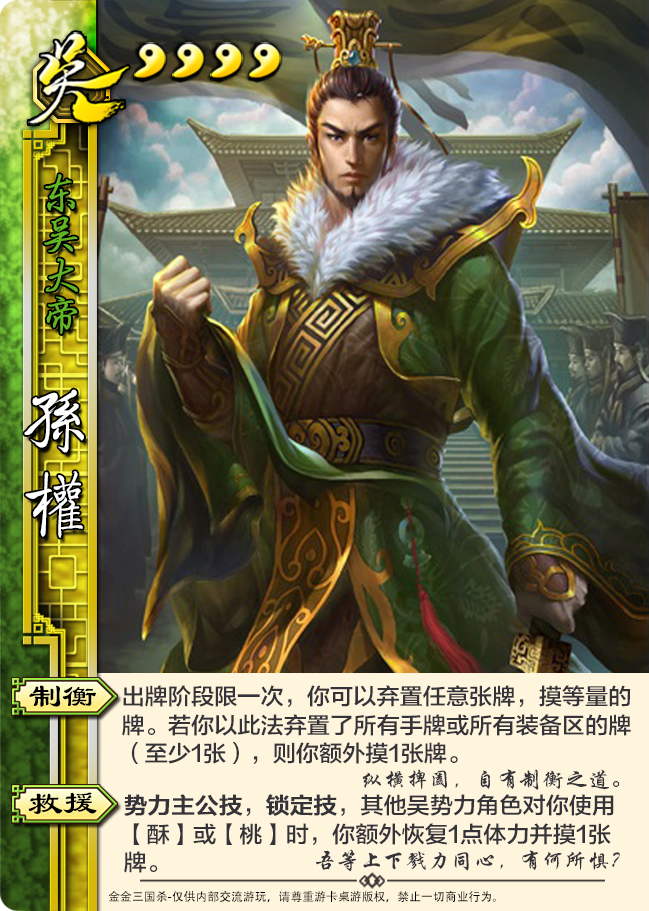 吴
东吴大帝
孫權
制衡
出牌阶段限一次，你可以弃置任意张牌，摸等量的
牌。若你以此法弃置了所有手牌或所有装备区的牌
（至少1张），则你额外摸1张牌。
纵横捭阖，自有制衡之道。
救援
势力主公技，锁定技，其他吴势力角色对你使用
【酥】或【桃】时，你额外恢复1点体力并摸1张
牌。
吾等上下戮力同心，有何所惧？
金金三国杀-仅供内部交流游玩，请尊重游卡桌游版权，禁止一切商业行为。